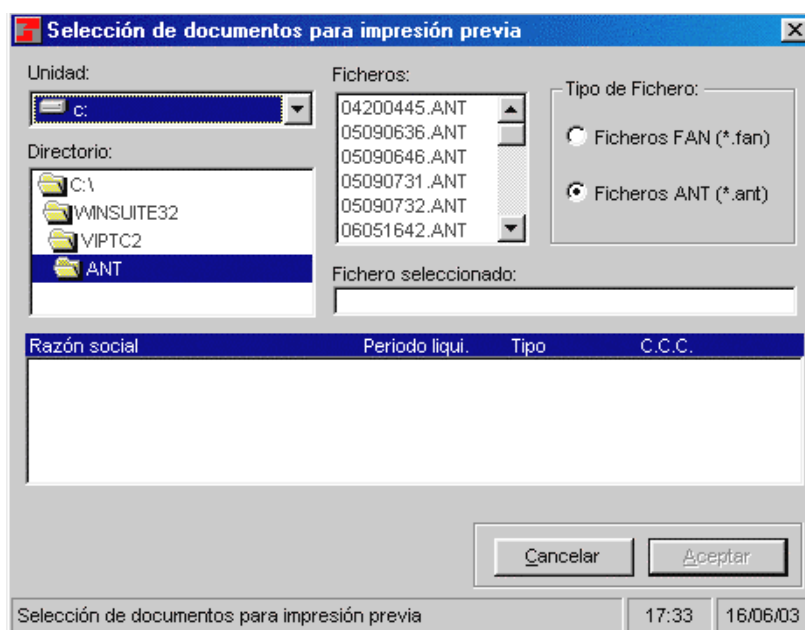 Selección de documentos para impresión previa
Unidad:
c:
Directorio:
C:\
WINSUITE32
VIPTC2
ANT
Ficheros:
04200445.ANT
05090636.ANT
05090646.ANT
05090731.ANT
05090732.ANT
06051642.ANT
Tipo de Fichero:
Ficheros FAN (*.fan)
Ficheros ANT (*.ant)
Fichero seleccionado:
Razón social Periodo liqui. Tipo C.C.C.
Cancelar Aceptar
Selección de documentos para impresión previa 17:33 16/06/03